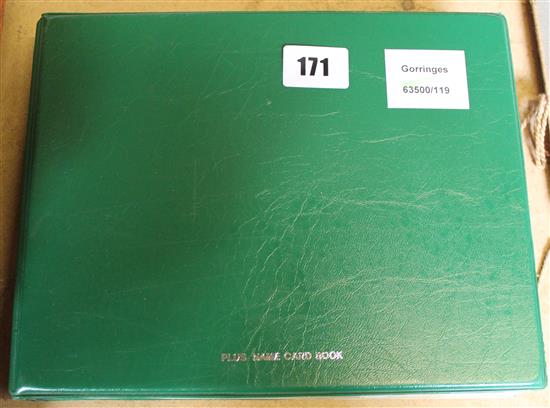 171
Gorringes
63500/119
PLUS NAME CARD BOOK